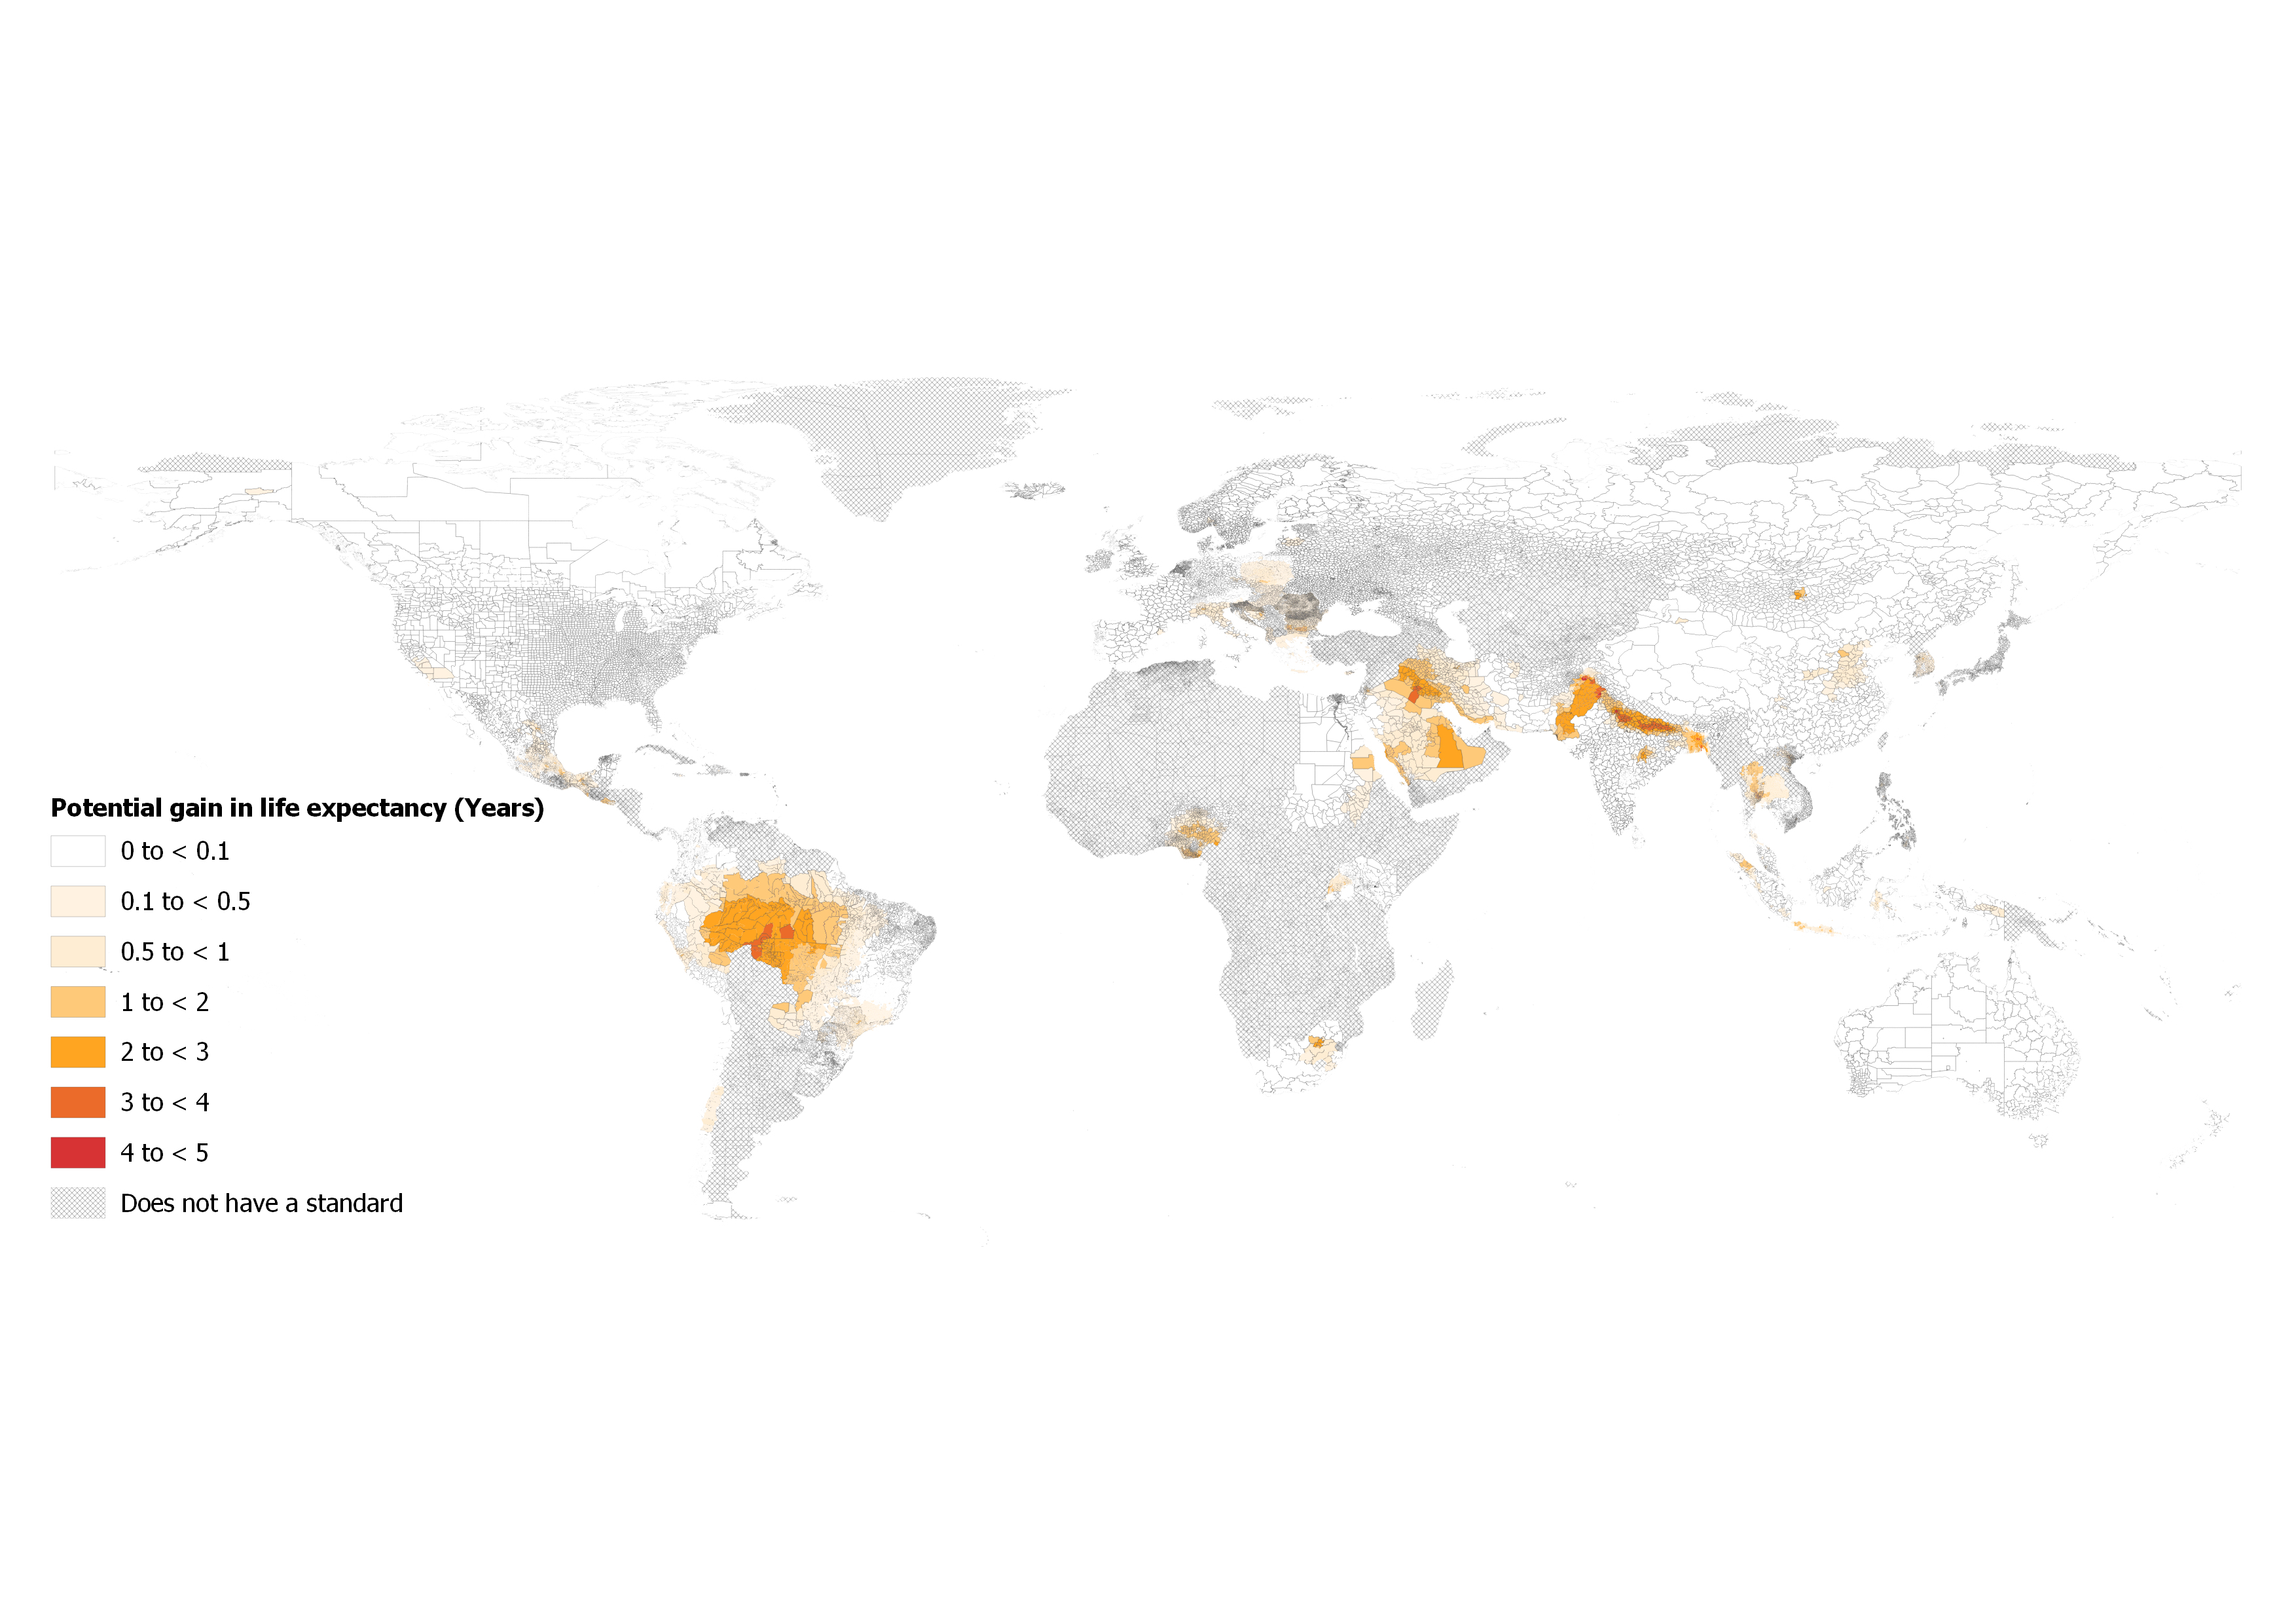 Potential gain in life expectancy (Years)
0 to < 0.1
0.1 to < 0.5
0.5 to < 1
1 to < 2
2 to < 3
3 to < 4
4 to < 5
Does not have a standard